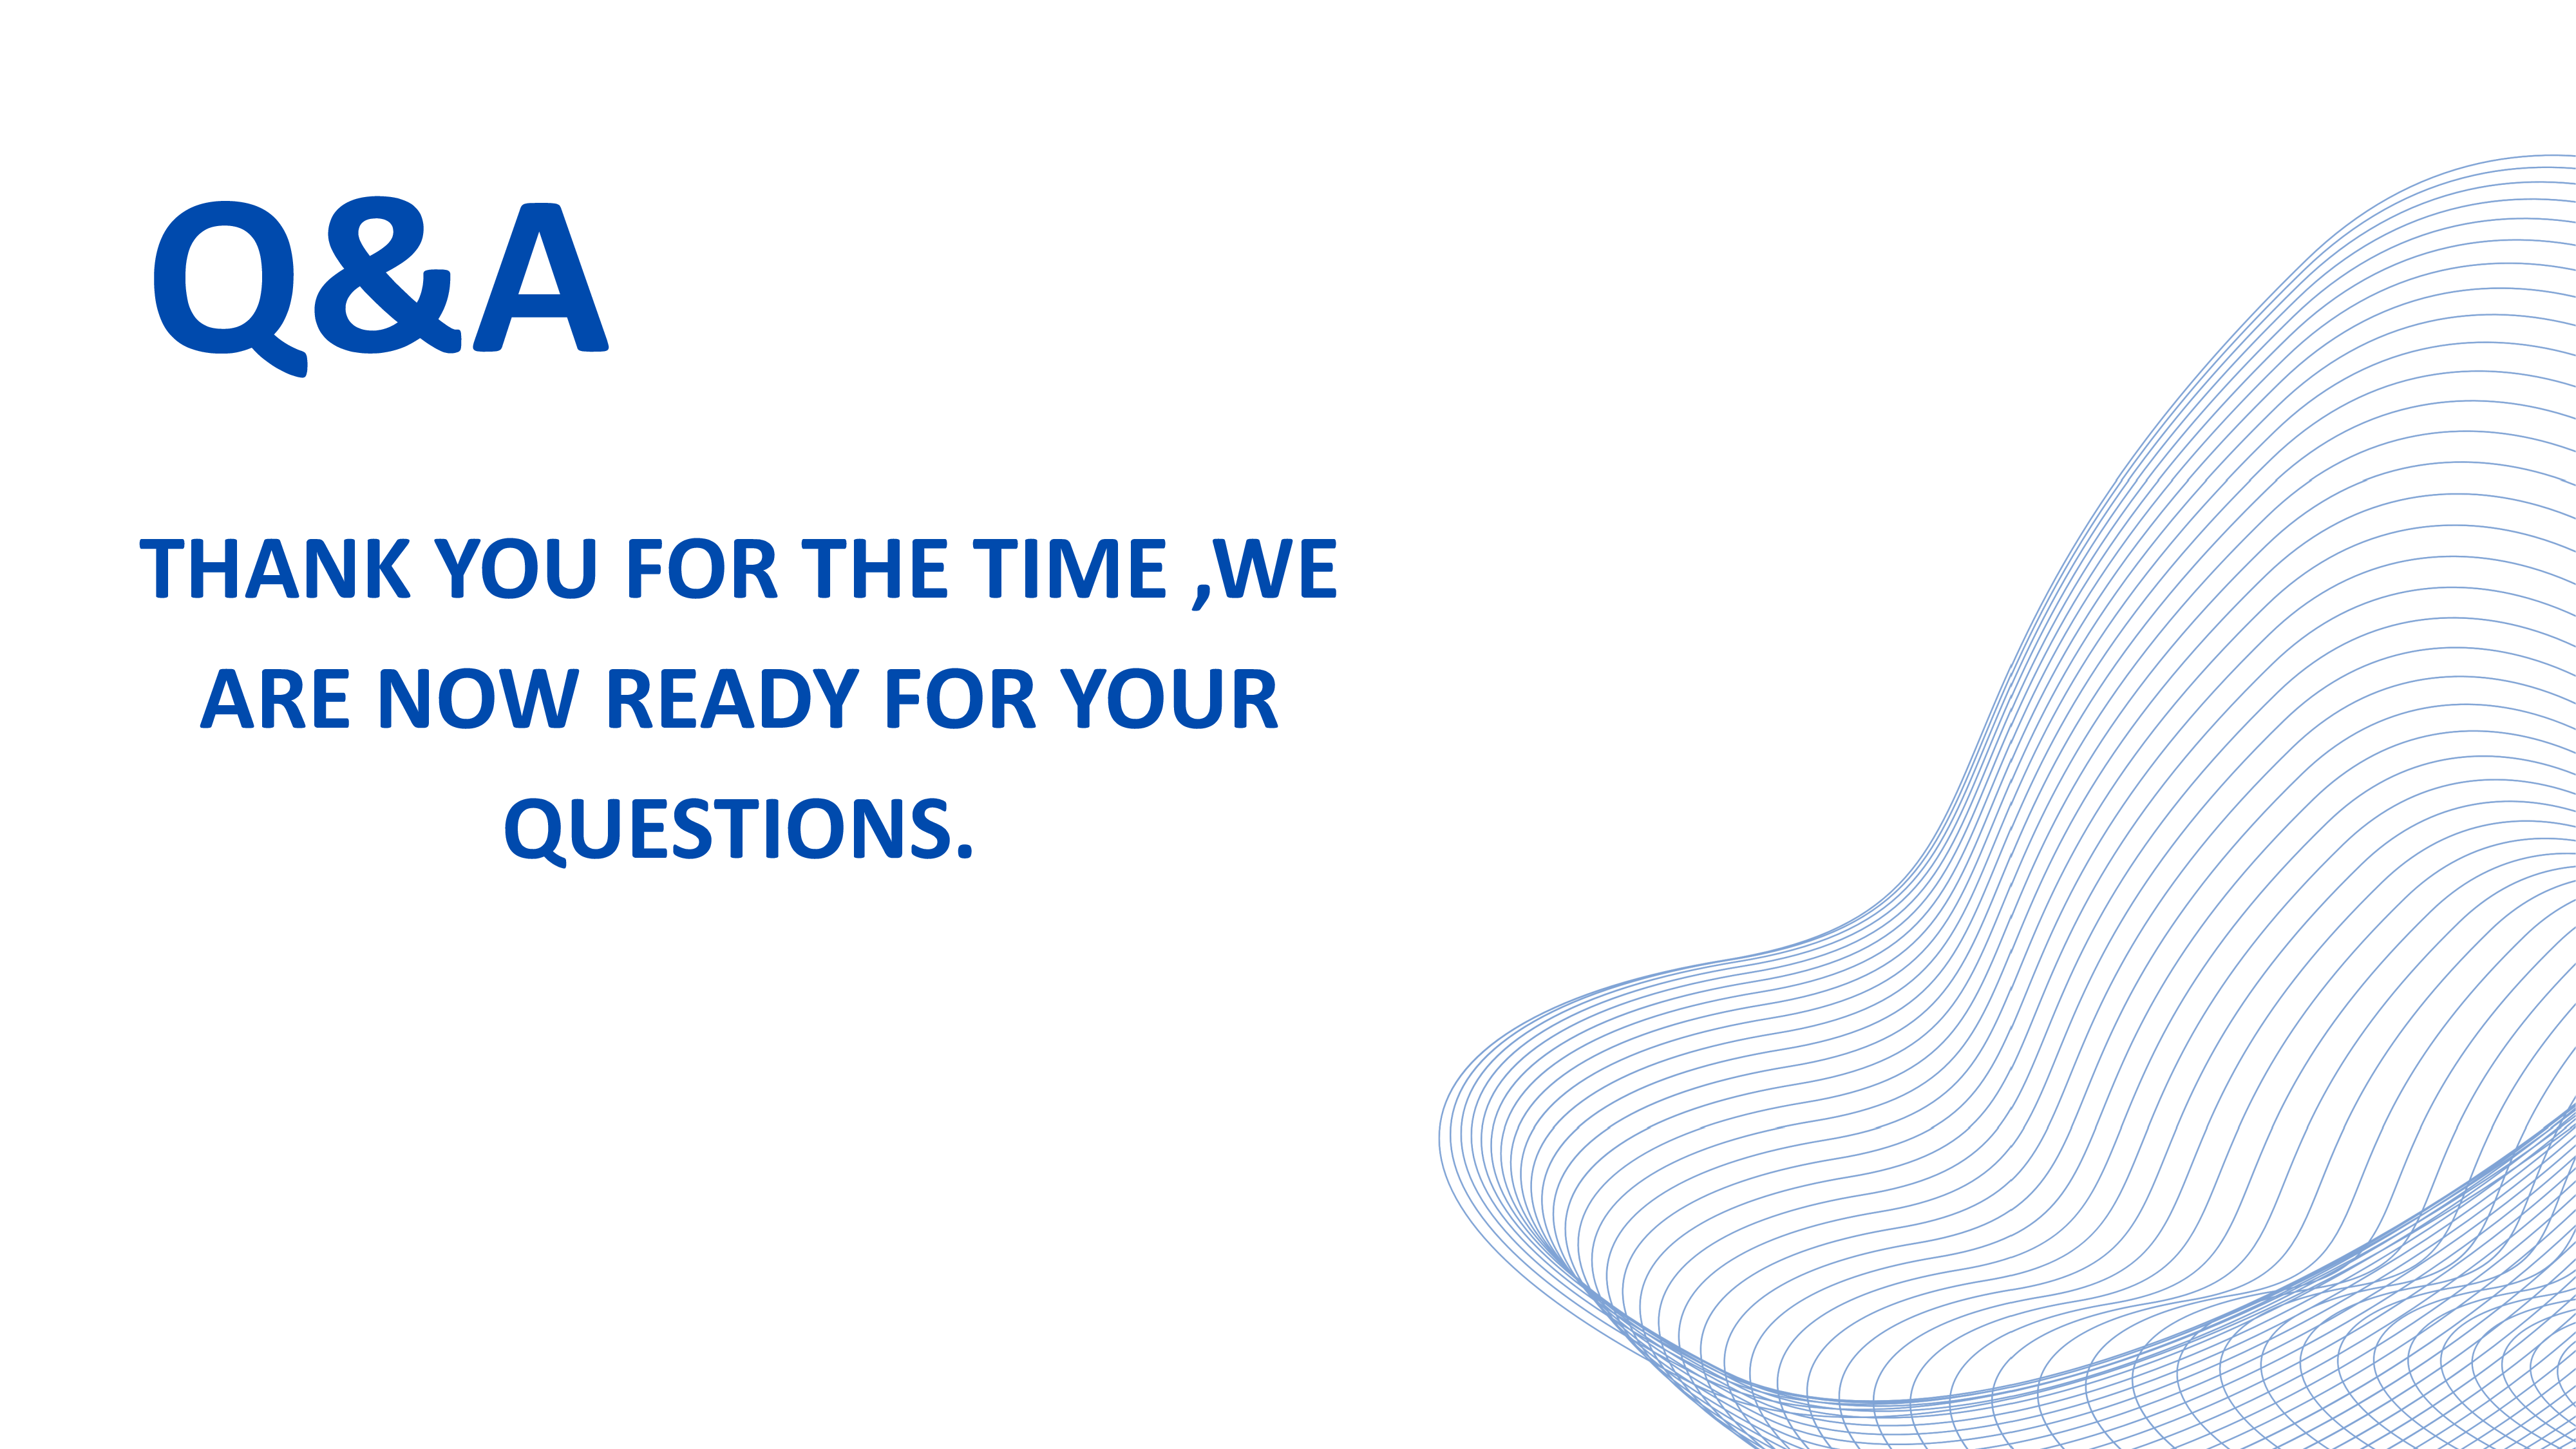 Q&A
THANK YOU FOR THE TIME ,WE
ARE NOW READY FOR YOUR
QUESTIONS.